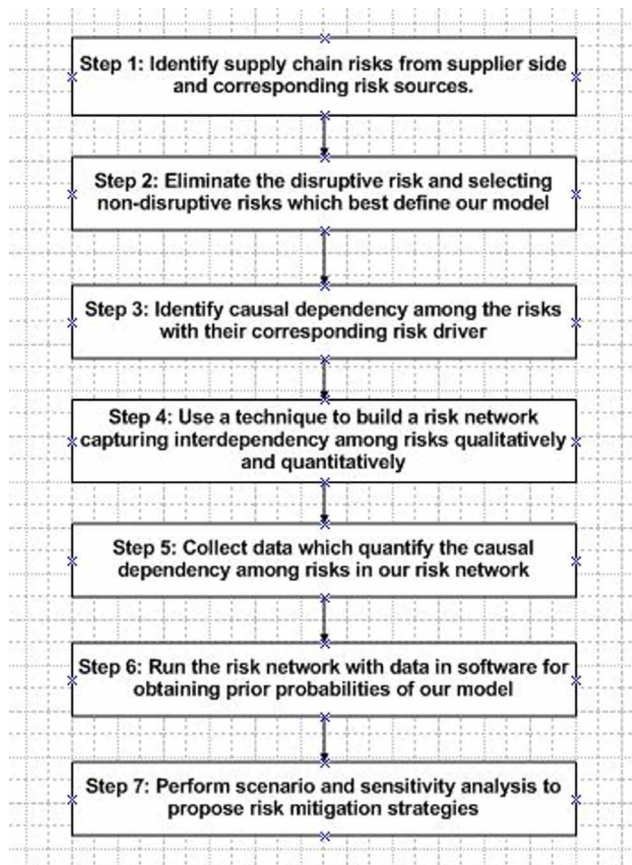 Step 1: Identify supply chain risks from supplier side
and corresponding risk sources.
Step 2: Eliminate the disruptive risk and selecting
non-disruptive risks which best define our model
Step 3: Identify causal dependency among the risks
with their corresponding risk driver
Step 4: Use a technique to build a risk network
capturing interdependency among risks qualitatively
and quantitatively
Step 5: Collect data which quantify the causal
dependency among risks in our risk network
Step 6: Run the risk network with data in software for
obtaining prior probabilities of our model
Step 7: Perform scenario and sensitivity analysis to
propose risk mitigation strategies